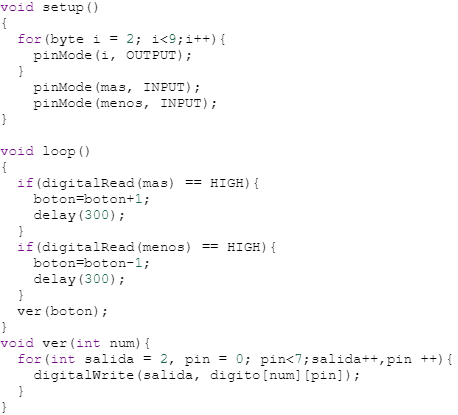 void setup()
{
  for(byte i = 2; i<9;i++){
    pinMode(i, OUTPUT);
  }
    pinMode(mas, INPUT);
    pinMode(menos, INPUT);
}

void loop()
{
  if(digitalRead(mas) == HIGH){
    boton=boton+1;
    delay(300);
  }
  if(digitalRead(menos) == HIGH){
    boton=boton-1;
    delay(300);
  }
  ver(boton);
}
void ver(int num){
  for(int salida = 2, pin = 0; pin<7;salida++,pin ++){
    digitalWrite(salida, digito[num][pin]);
  }
}